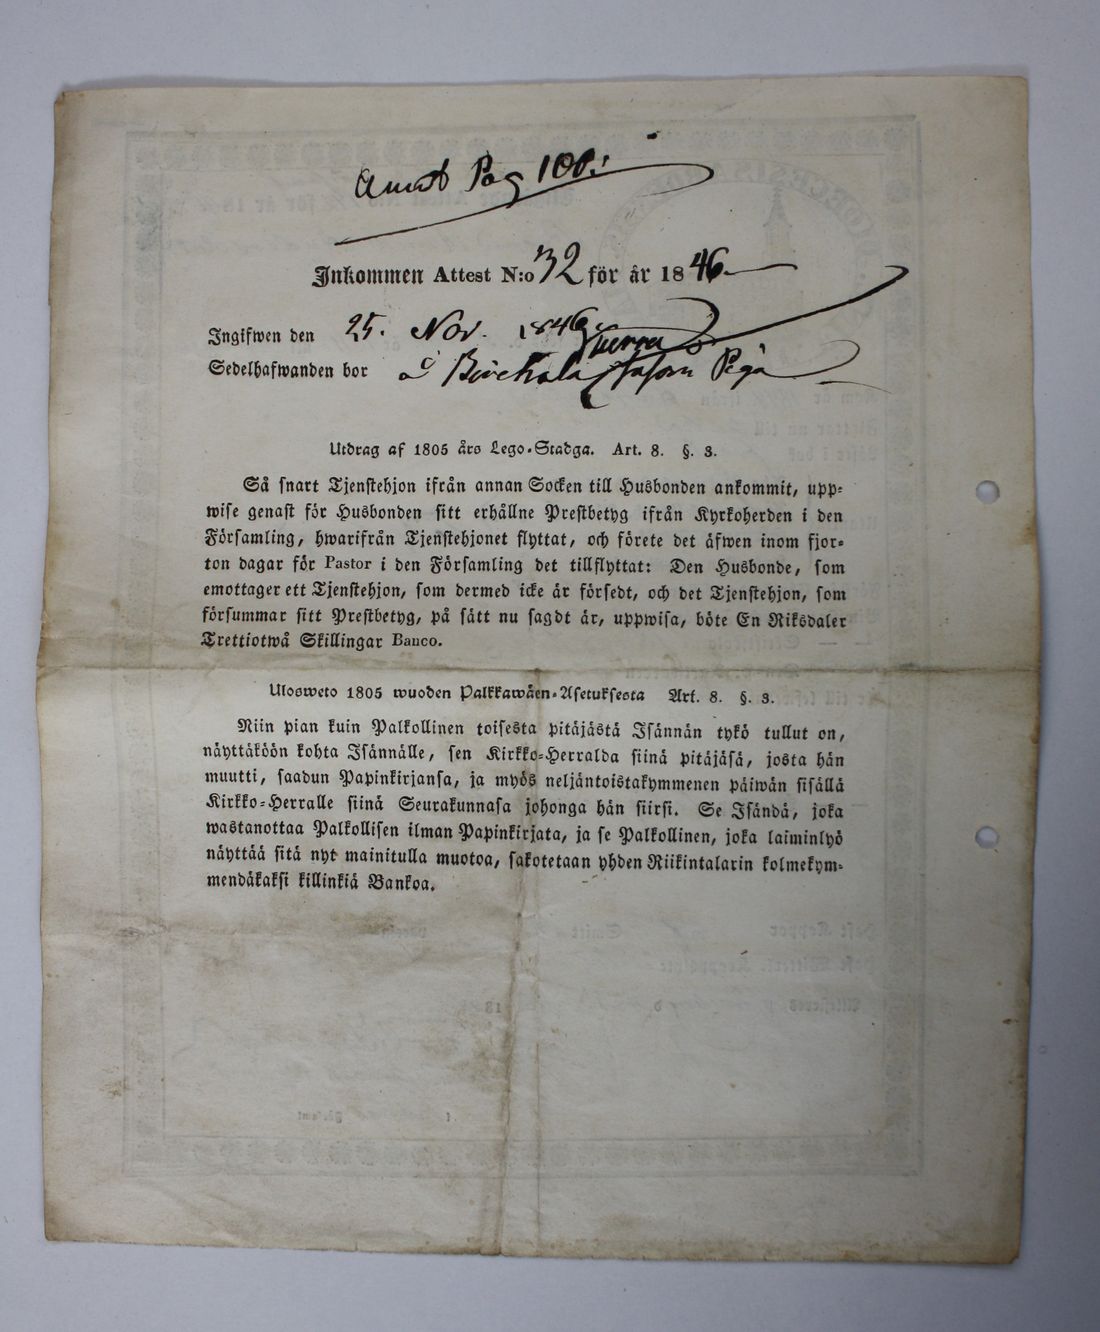 Pag 100:
Inkommen Attest N:o 32 för år 1846
Ingifwen den 25. Nov. 1846
Sedelhafwanden bor Piga
Utdrag af 1805 års Lego-Stadga. Art. 8. §. 3.
Så snart Tjenstehjon ifrån annan Socken till Husbonden ankommit, upp-
wise genast för Husbonden sitt erhållne Prestbetyg ifrån Kyrkoherden i den
Församling, hwarifrån Tjenstehjonet flyttat, och förete det äfwen inom fjor-
ton dagar för Pastor i den Församling det tillflyttat: Den Husbonde, som
emottager ett Tjenstehjon, som dermed icke är försedt, och det Tjenstehjon, som
försummar sitt Prestbetyg, på sätt nu sagdt är, uppwisa, böte En Riksdaler
Trettiotwå Skillingar Banco.
Ulosweto 1805 wuoden Palkkawäen-Asetuksesta Art. 8. §. 3.
Niin pian kuin Palkollinen toisesta pitäjästä Isännän tykö tullut on,
näyttäköön kohta Isännälle, sen Kirkko-Herralda siinä pitäjäsä, josta hän
muutti, saadun Papinkirjansa, ja myös neljäntoistakymmenen päiwän sisällä
Kirkko-Herralle siinä Seurakunnasa johonga hän siirsi. Se Isändä, joka
wastanottaa Palkollisen ilman Papinkirjata, ja se Palkollinen, joka laiminlyö
näyttää sitä nyt mainitulla muotoa, sakotetaan yhden Riikintalarin kolmekym-
mendäkaksi killinkiä Bankoa.